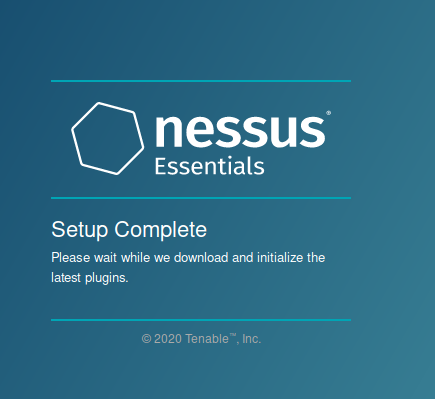 nessus®
Essentials
Setup Complete
Please wait while we download and initialize the
latest plugins.
© 2020 Tenable™, Inc.